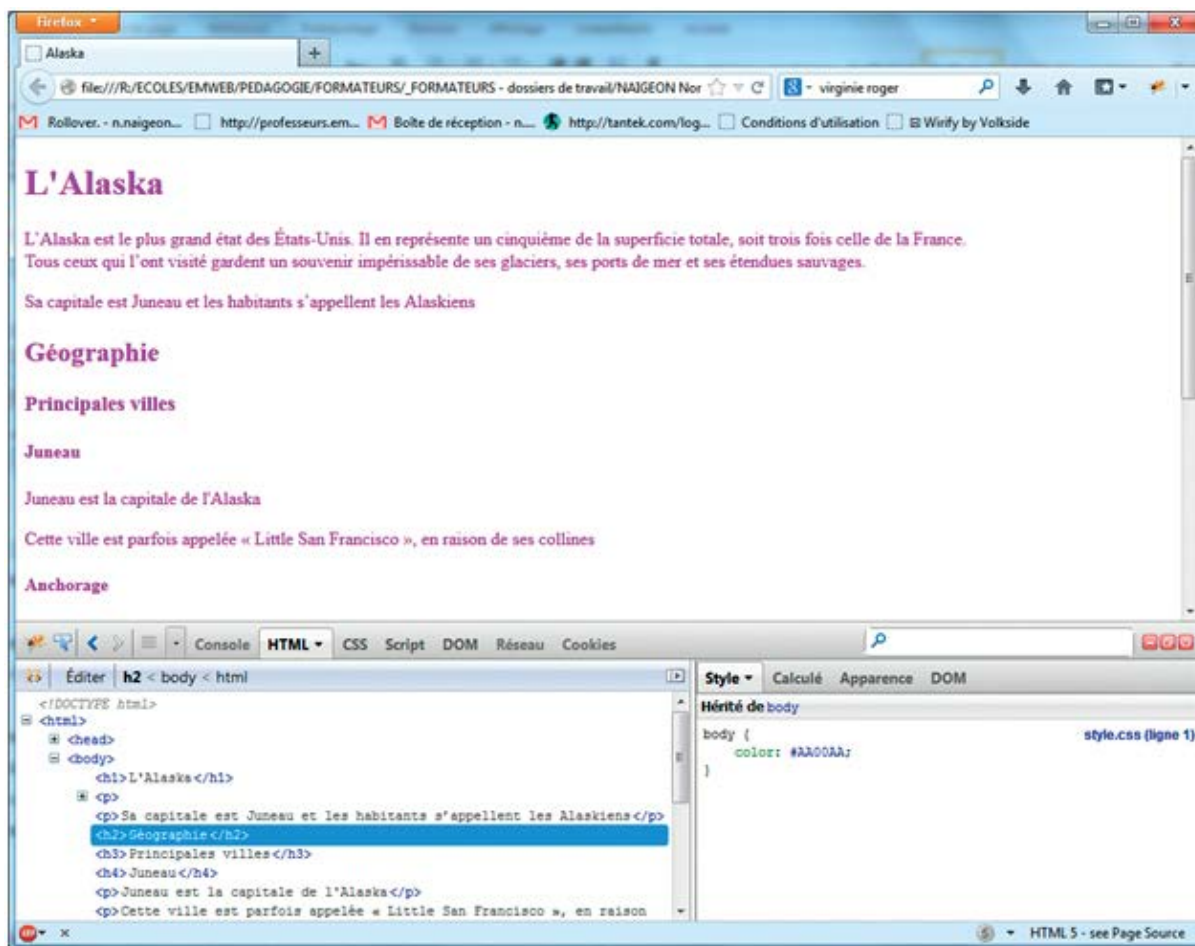 Firefox
Alaska
+
file:///R:/ECOLES/EMWEB/PEDAGOGIE/FORMATEURS/_FORMATEURS - dossiers de travail/NAIGEON Nor
8 - virginie roger
Rollover. - n.naigeon... http://professeurs.em... Boîte de réception - n.... http://tantek.com/log... Conditions d'utilisation Wirify by Volkside
L'Alaska
L’Alaska est le plus grand état des États-Unis. Il en représente un cinquième de la superficie totale, soit trois fois celle de la France.
Tous ceux qui l’ont visité gardent un souvenir impérissable de ses glaciers, ses ports de mer et ses étendues sauvages.
Sa capitale est Juneau et les habitants s’appellent les Alaskiens
Géographie
Principales villes
Juneau
Juneau est la capitale de l'Alaska
Cette ville est parfois appelée « Little San Francisco », en raison de ses collines
Anchorage
Console HTML CSS Script DOM Réseau Cookies
Éditer h2 < body < html
Style Calculé Apparence DOM
<!DOCTYPE html>
<html>
<head>
<body>
<h1>L'Alaska</h1>
<p>
<p>Sa capitale est Juneau et les habitants s’appellent les Alaskiens</p>
<h2>Géographie</h2>
<h3>Principales villes</h3>
<h4>Juneau</h4>
<p>Juneau est la capitale de l'Alaska</p>
<p>Cette ville est parfois appelée « Little San Francisco », en raison
Hérité de body
body { style.css (ligne 1)
color: #AA00AA;
}
HTML 5 - see Page Source